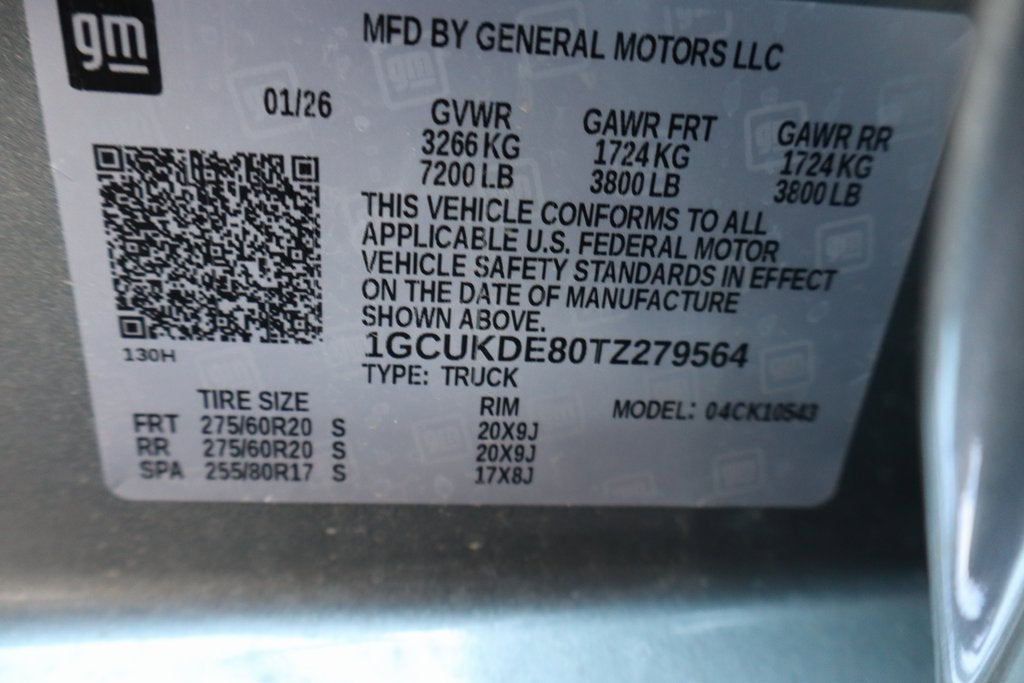 gm
MFD BY GENERAL MOTORS LLC
01/26
GVWR
3266 KG
7200 LB
GAWR FRT
1724 KG
3800 LB
GAWR RR
1724 KG
3800 LB
THIS VEHICLE CONFORMS TO ALL
APPLICABLE U.S. FEDERAL MOTOR
VEHICLE SAFETY STANDARDS IN EFFECT
ON THE DATE OF MANUFACTURE
SHOWN ABOVE.
1GCUKDE80TZ279564
TYPE: TRUCK
130H
MODEL: 04CK10543
TIRE SIZE RIM
FRT 275/60R20 S 20X9J
RR 275/60R20 S 20X9J
SPA 255/80R17 S 17X8J